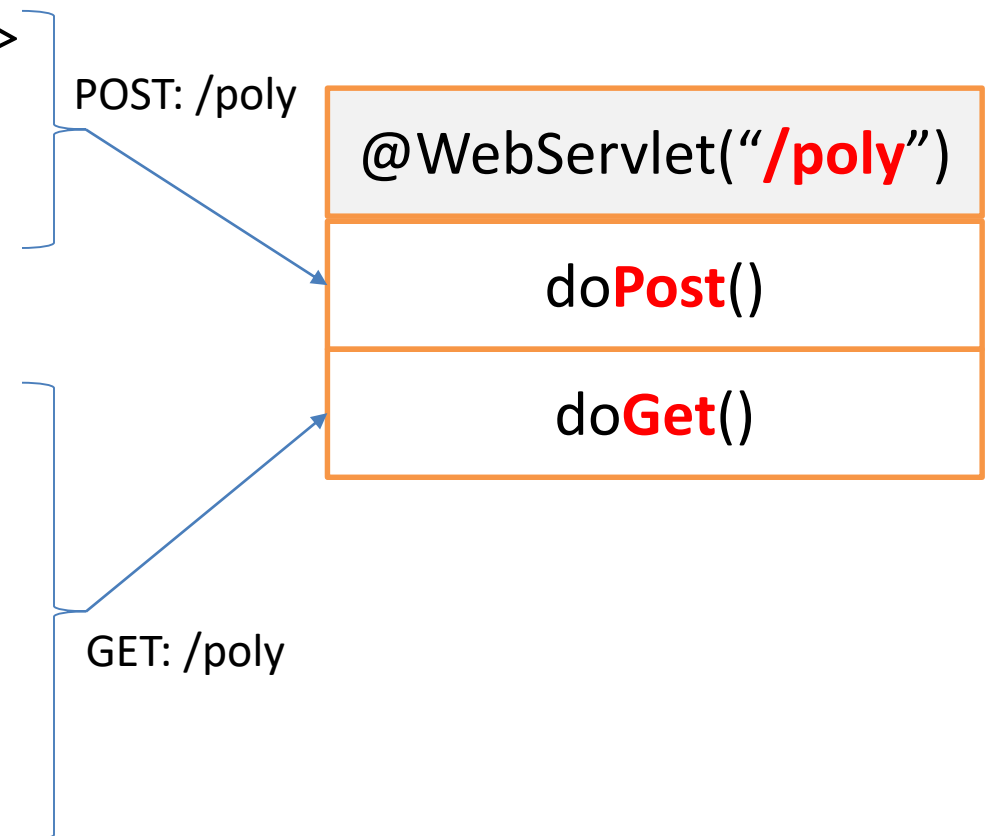 >
POST: /poly
@WebServlet(“/poly”)
doPost()
doGet()
GET: /poly